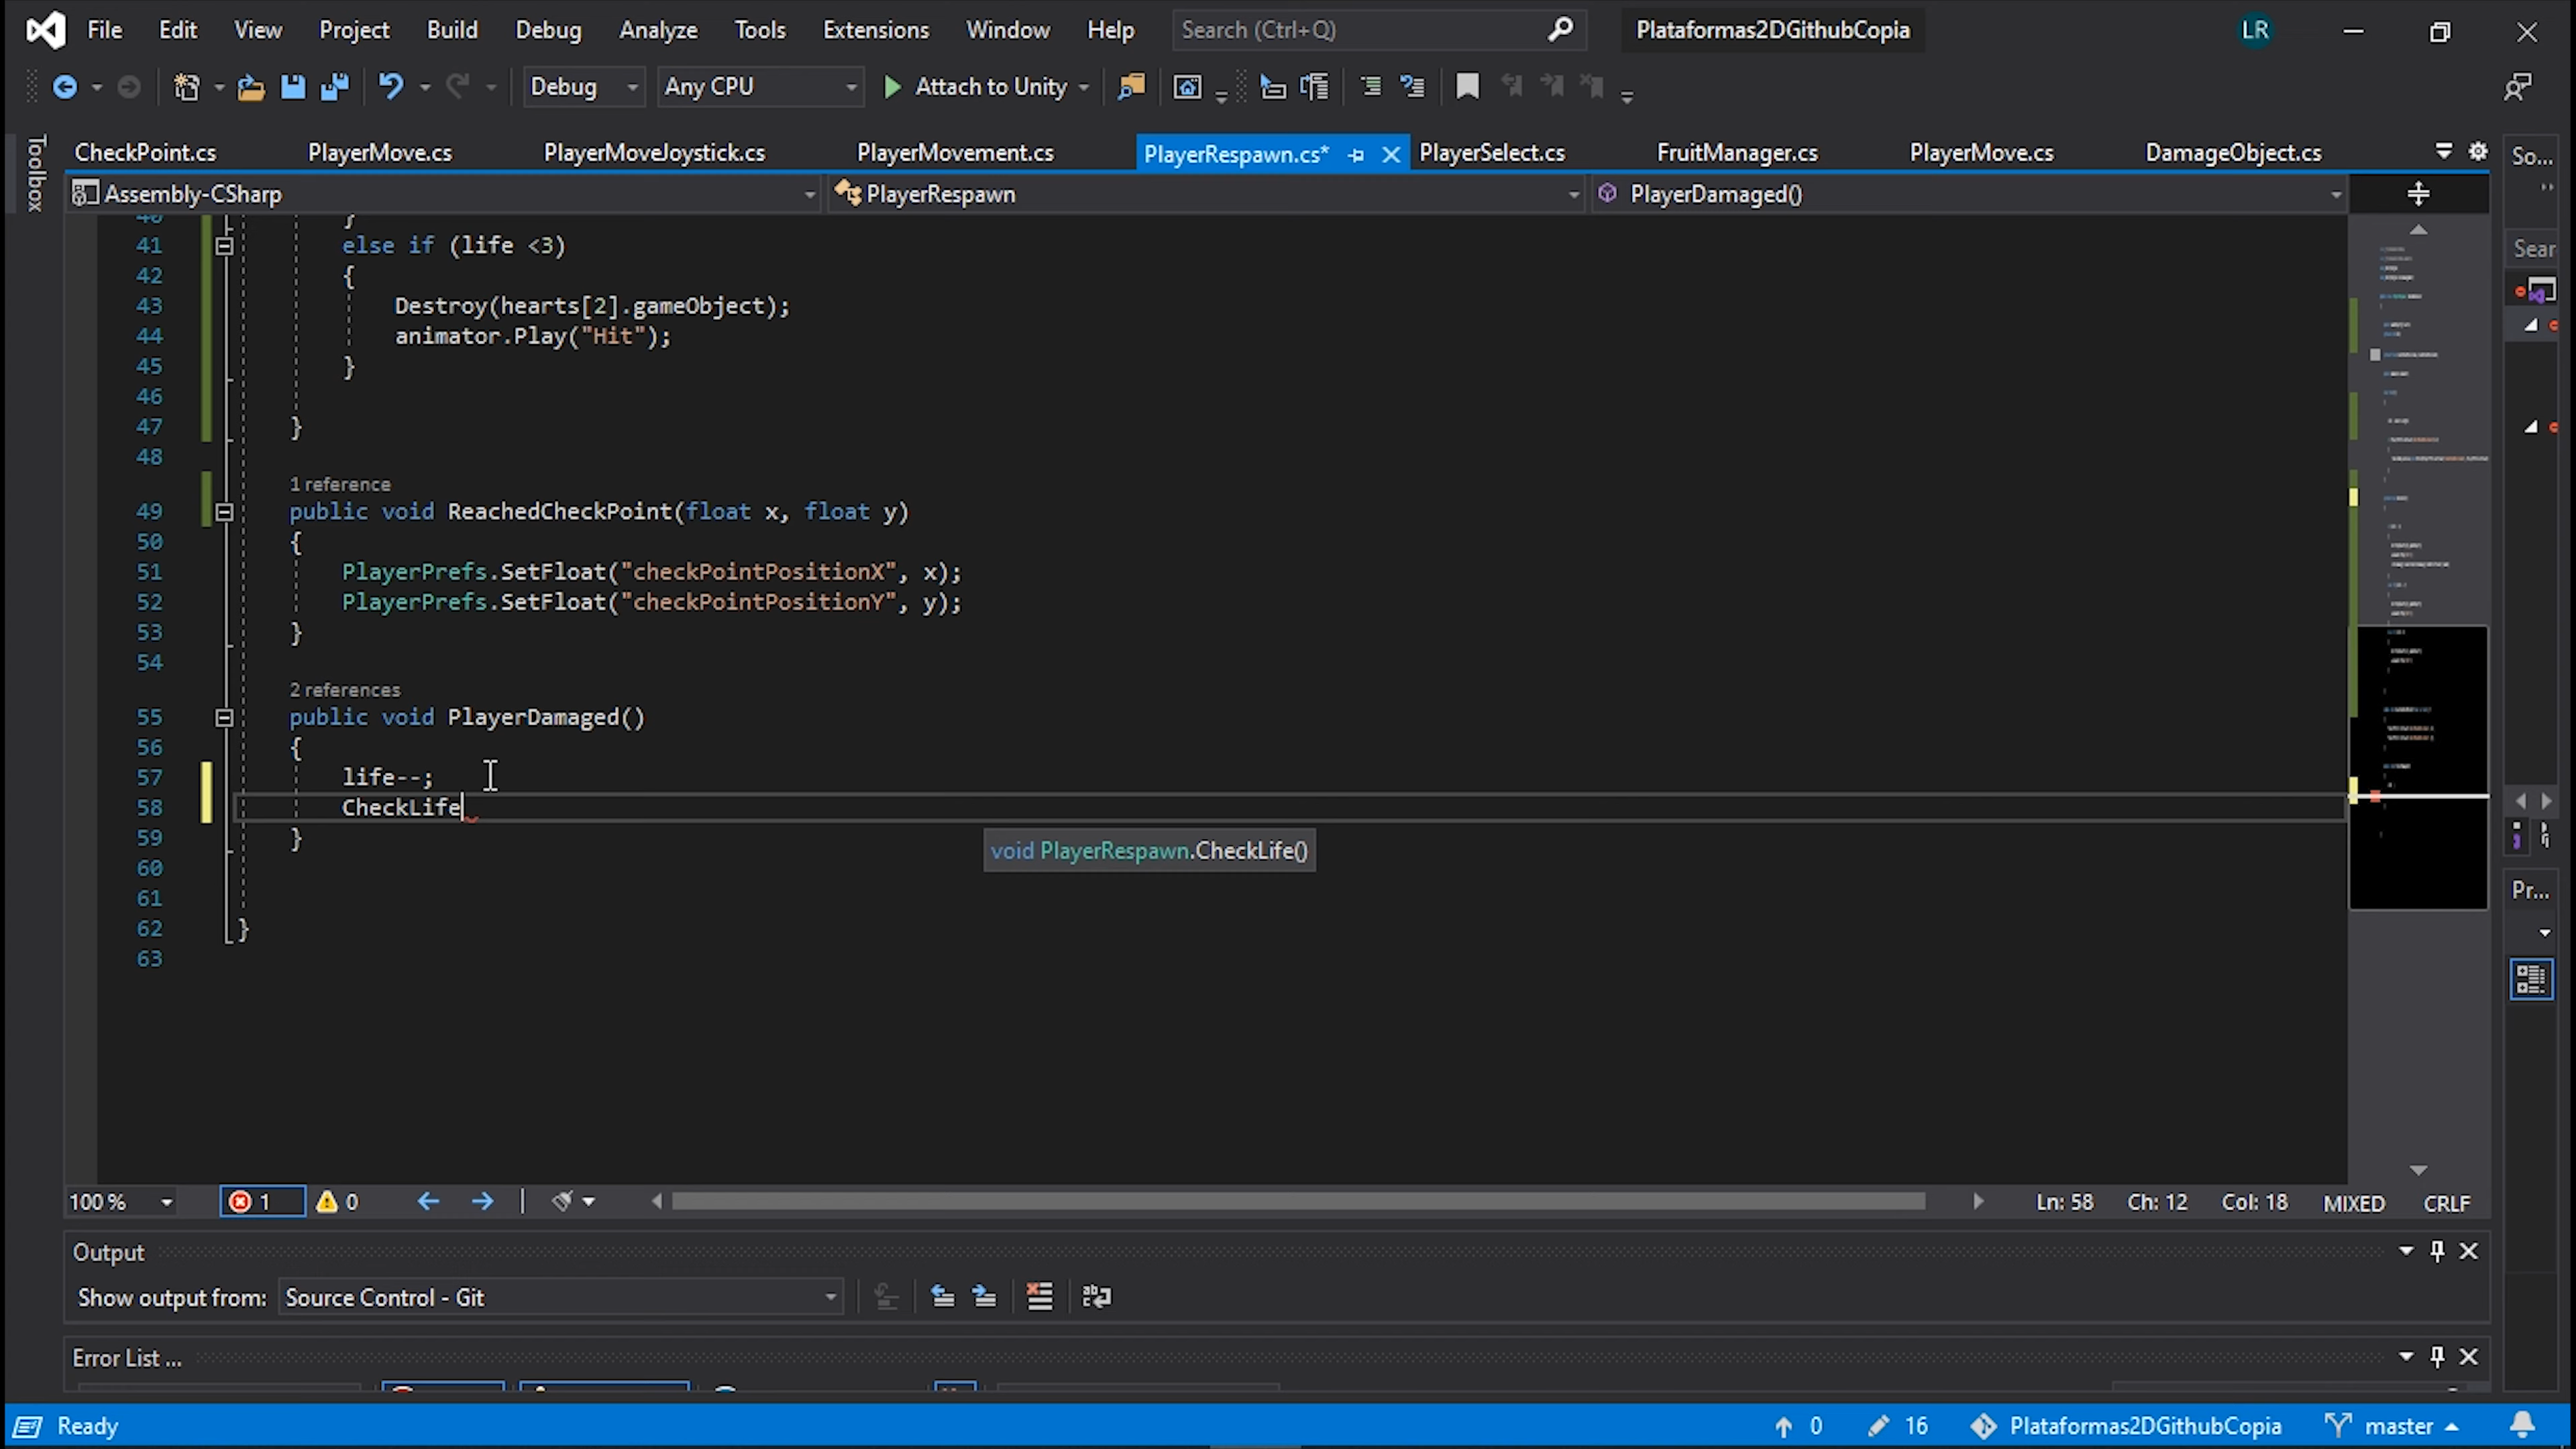 File Edit View Project Build Debug Analyze Tools Extensions Window Help Search (Ctrl+Q) Plataformas2DGithubCopia LR
Debug Any CPU Attach to Unity
Toolbox
CheckPoint.cs PlayerMove.cs PlayerMoveJoystick.cs PlayerMovement.cs PlayerRespawn.cs* PlayerSelect.cs FruitManager.cs PlayerMove.cs DamageObject.cs So...
Assembly-CSharp PlayerRespawn PlayerDamaged()
40 }
41 else if (life <3)
42 {
43 Destroy(hearts[2].gameObject);
44 animator.Play("Hit");
45 }
46
47 }
48
1 reference
49 public void ReachedCheckPoint(float x, float y)
50 {
51 PlayerPrefs.SetFloat("checkPointPositionX", x);
52 PlayerPrefs.SetFloat("checkPointPositionY", y);
53 }
54
2 references
55 public void PlayerDamaged()
56 {
57 life--;
58 CheckLife
59 }
void PlayerRespawn.CheckLife()
60
61
62 }
63
Sear
Pr...
100 % 1 0 Ln: 58 Ch: 12 Col: 18 MIXED CRLF
Output
Show output from: Source Control - Git
Error List ...
Ready 0 16 Plataformas2DGithubCopia master